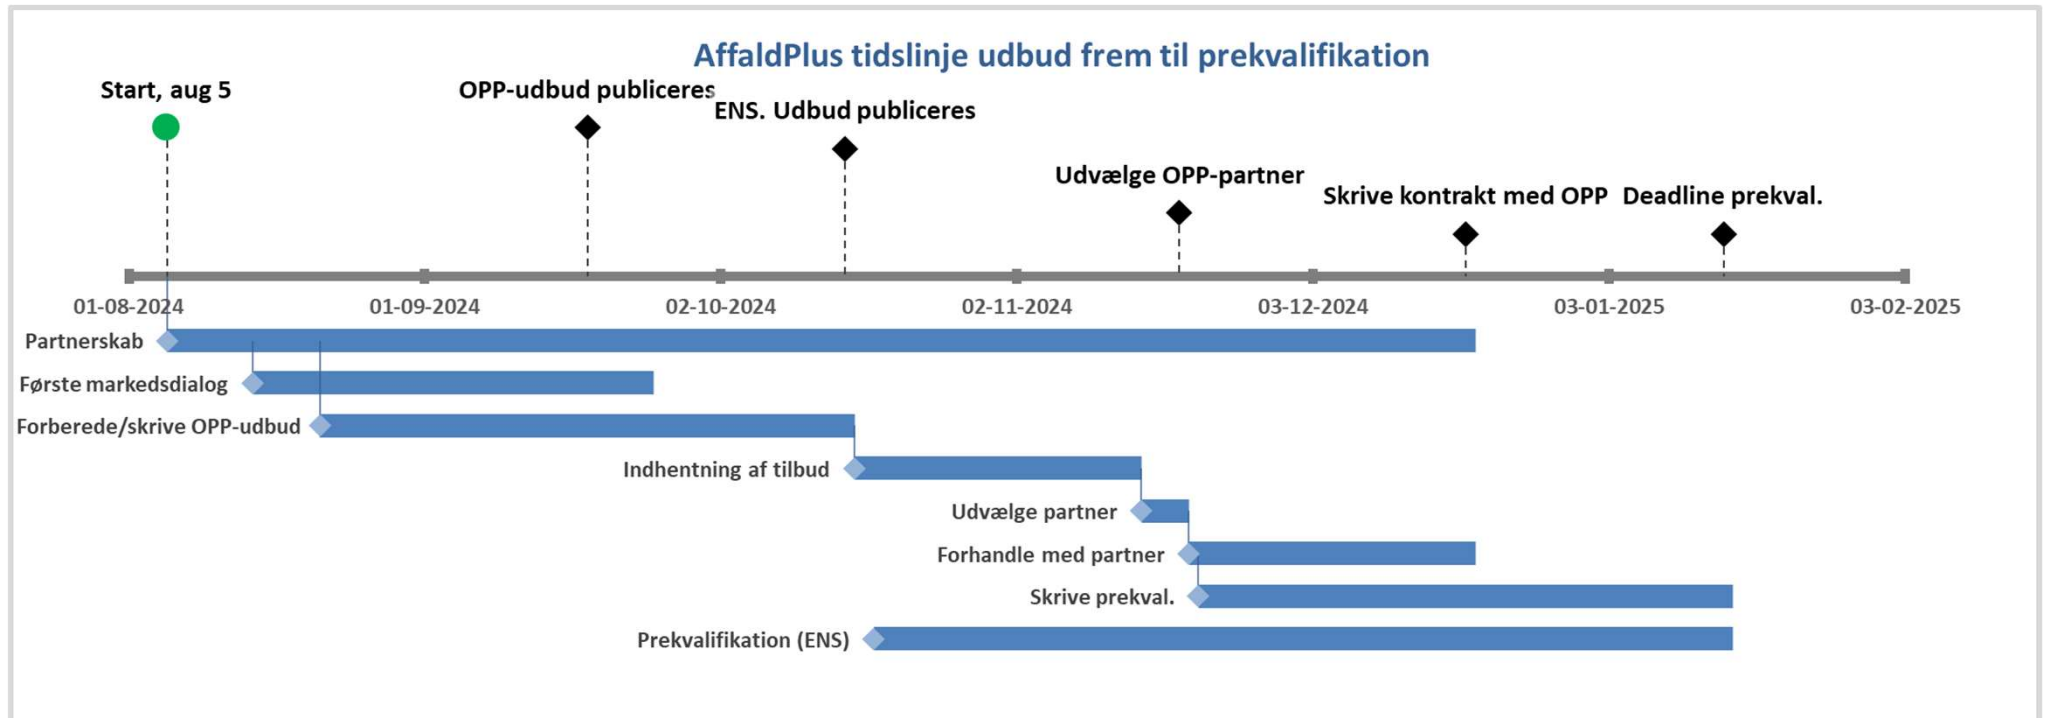 AffaldPlus tidslinje udbud frem til prekvalifikation
Start, aug 5
OPP-udbud publiceres
ENS. Udbud publiceres
Udvælge OPP-partner
Skrive kontrakt med OPP
Deadline prekval.
01-08-2024
01-09-2024
02-10-2024
02-11-2024
03-12-2024
03-01-2025
03-02-2025
Partnerskab
Første markedsdialog
Forberede/skrive OPP-udbud
Indhentning af tilbud
Udvælge partner
Forhandle med partner
Skrive prekval.
Prekvalifikation (ENS)